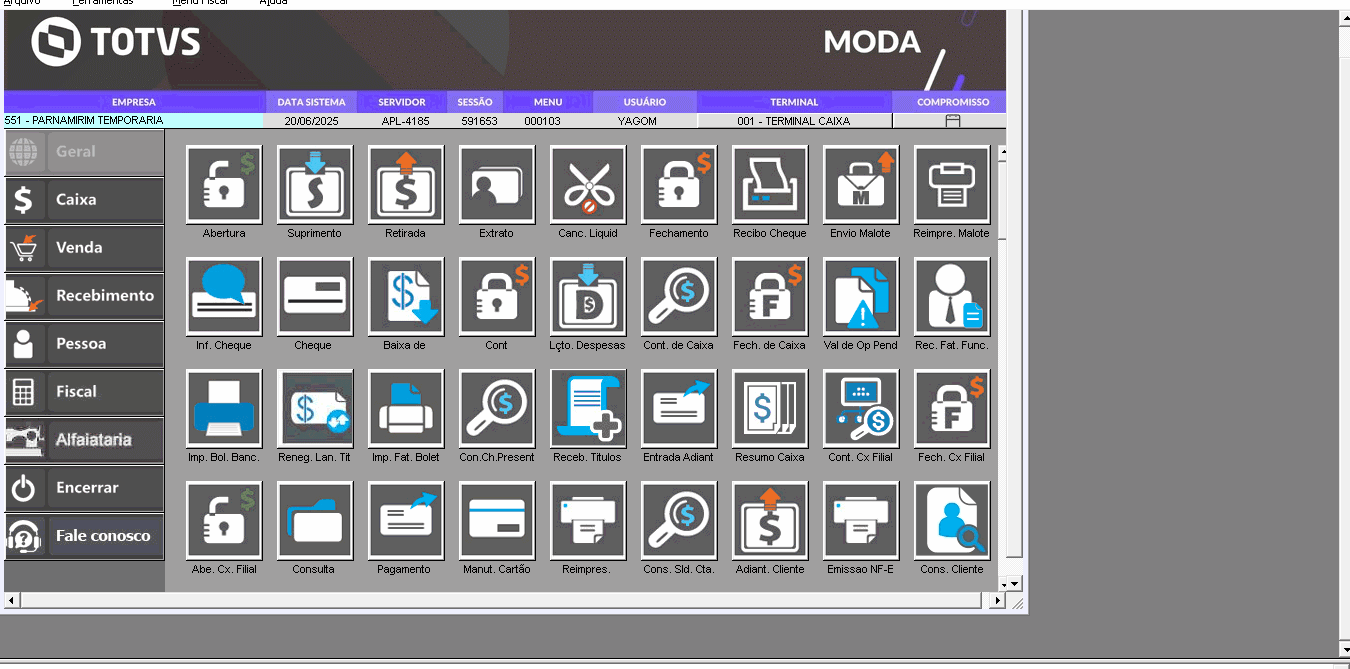 Arquivo Ferramentas Menu Fiscal Ajuda
TOTVS
MODA
EMPRESA DATA SISTEMA SERVIDOR SESSÃO MENU USUÁRIO TERMINAL COMPROMISSO
551 - PARNAMIRIM TEMPORARIA 20/06/2025 APL-4185 591653 000103 YAGOM 001 - TERMINAL CAIXA
Geral
Caixa
Venda
Recebimento
Pessoa
Fiscal
Alfaiataria
Encerrar
Fale conosco
Abertura Suprimento Retirada Extrato Canc. Liquid Fechamento Recibo Cheque Envio Malote Reimpre. Malote
Inf. Cheque Cheque Baixa de Cont Lçto. Despesas Cont. de Caixa Fech. de Caixa Val de Op Pend Rec. Fat. Func.
Imp. Bol. Banc. Reneg. Lan. Tit Imp. Fat. Bolet Con.Ch.Present Receb. Titulos Entrada Adiant Resumo Caixa Cont. Cx Filial Fech. Cx Filial
Abe. Cx. Filial Consulta Pagamento Manut. Cartão Reimpres. Cons. Sld. Cta. Adiant. Cliente Emissao NF-E Cons. Cliente